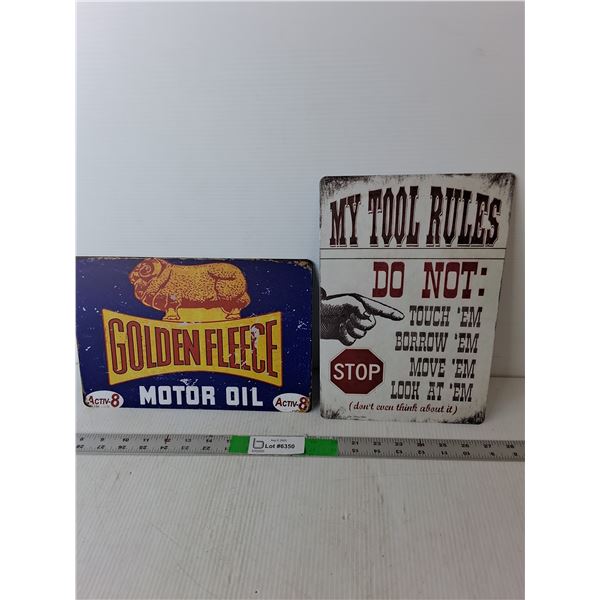 GOLDEN FLEECE
MOTOR OIL
ACTIV-8
ACTIV-8
MY TOOL RULES
DO NOT:
TOUCH 'EM
BORROW 'EM
MOVE 'EM
LOOK AT 'EM
STOP
(don't even think about it)
Lot #6350